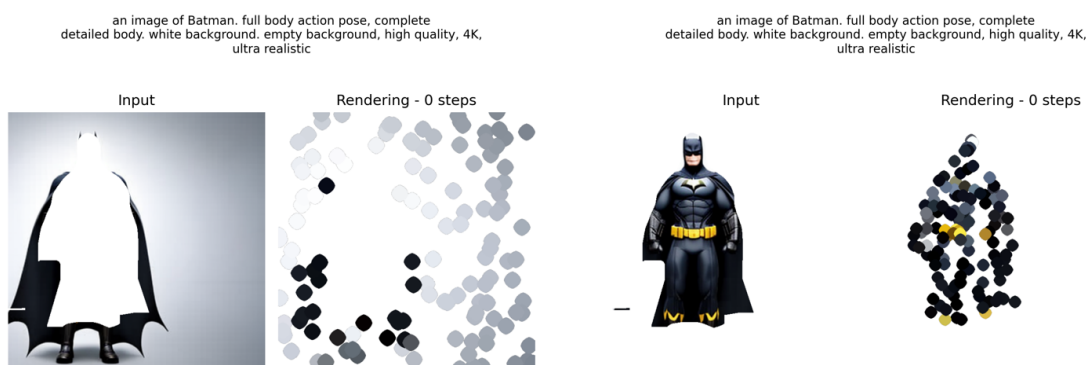 an image of Batman. full body action pose, complete
detailed body. white background. empty background, high quality, 4K,
ultra realistic
Input
Rendering - 0 steps
an image of Batman. full body action pose, complete
detailed body. white background. empty background, high quality, 4K,
ultra realistic
Input
Rendering - 0 steps